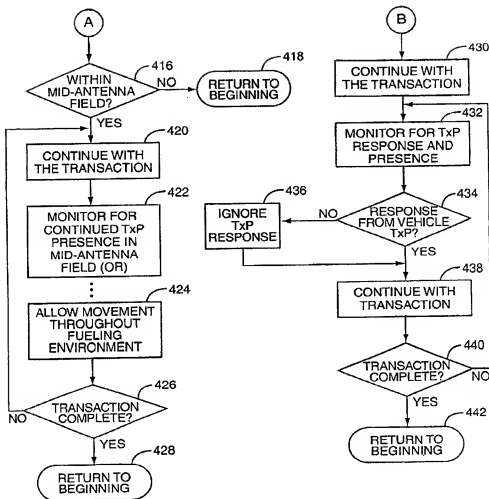 A
416
WITHIN
MID-ANTENNA
FIELD?
NO
418
RETURN TO
BEGINNING
YES
420
CONTINUE WITH
THE TRANSACTION
422
MONITOR FOR
CONTINUED TxP
PRESENCE IN
MID-ANTENNA
FIELD (OR)
424
ALLOW MOVEMENT
THROUGHOUT
FUELING
ENVIRONMENT
426
TRANSACTION
COMPLETE?
NO
YES
428
RETURN TO
BEGINNING
B
430
CONTINUE WITH
THE TRANSACTION
432
MONITOR FOR TxP
RESPONSE AND
PRESENCE
434
RESPONSE
FROM VEHICLE
TxP?
NO
436
IGNORE
TxP
RESPONSE
YES
438
CONTINUE WITH
TRANSACTION
440
TRANSACTION
COMPLETE?
NO
YES
442
RETURN TO
BEGINNING